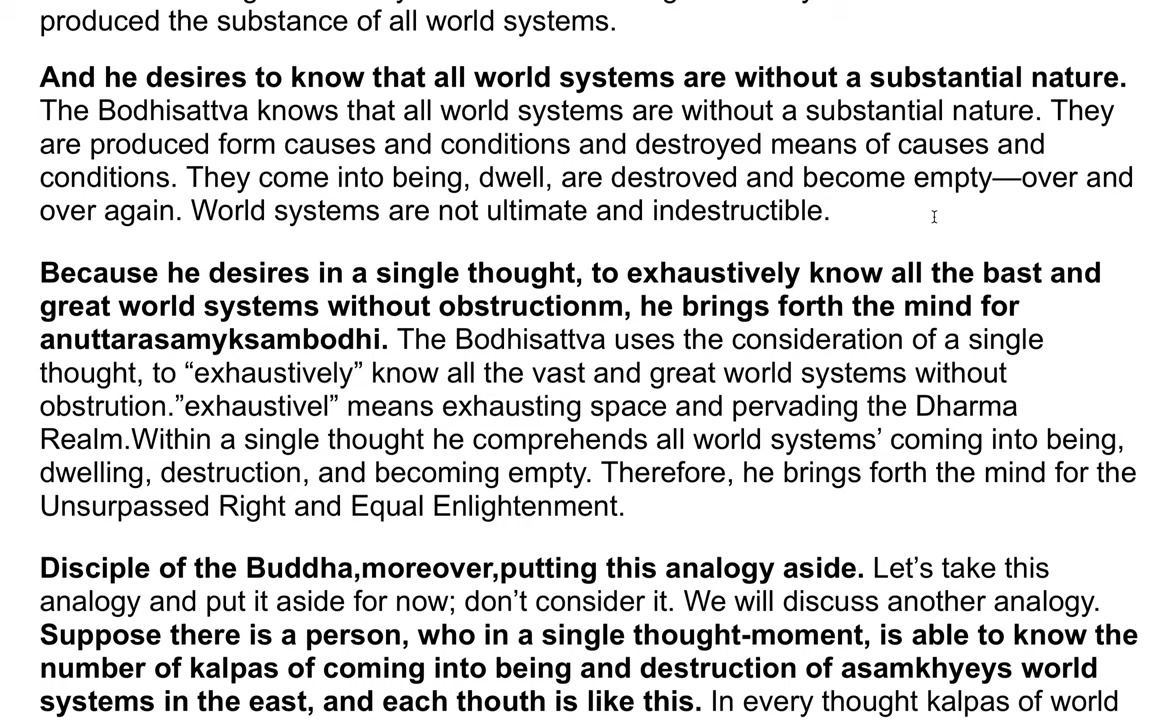 produced the substance of all world systems.
And he desires to know that all world systems are without a substantial nature.
The Bodhisattva knows that all world systems are without a substantial nature. They
are produced form causes and conditions and destroyed means of causes and
conditions. They come into being, dwell, are destroved and become empty—over and
over again. World systems are not ultimate and indestructible.
Because he desires in a single thought, to exhaustively know all the bast and
great world systems without obstructionm, he brings forth the mind for
anuttarasamyksambodhi. The Bodhisattva uses the consideration of a single
thought, to “exhaustively” know all the vast and great world systems without
obstrution.”exhaustivel” means exhausting space and pervading the Dharma
Realm.Within a single thought he comprehends all world systems’ coming into being,
dwelling, destruction, and becoming empty. Therefore, he brings forth the mind for the
Unsurpassed Right and Equal Enlightenment.
Disciple of the Buddha,moreover,putting this analogy aside. Let’s take this
analogy and put it aside for now; don’t consider it. We will discuss another analogy.
Suppose there is a person, who in a single thought-moment, is able to know the
number of kalpas of coming into being and destruction of asamkhyeys world
systems in the east, and each thouth is like this. In every thought kalpas of world